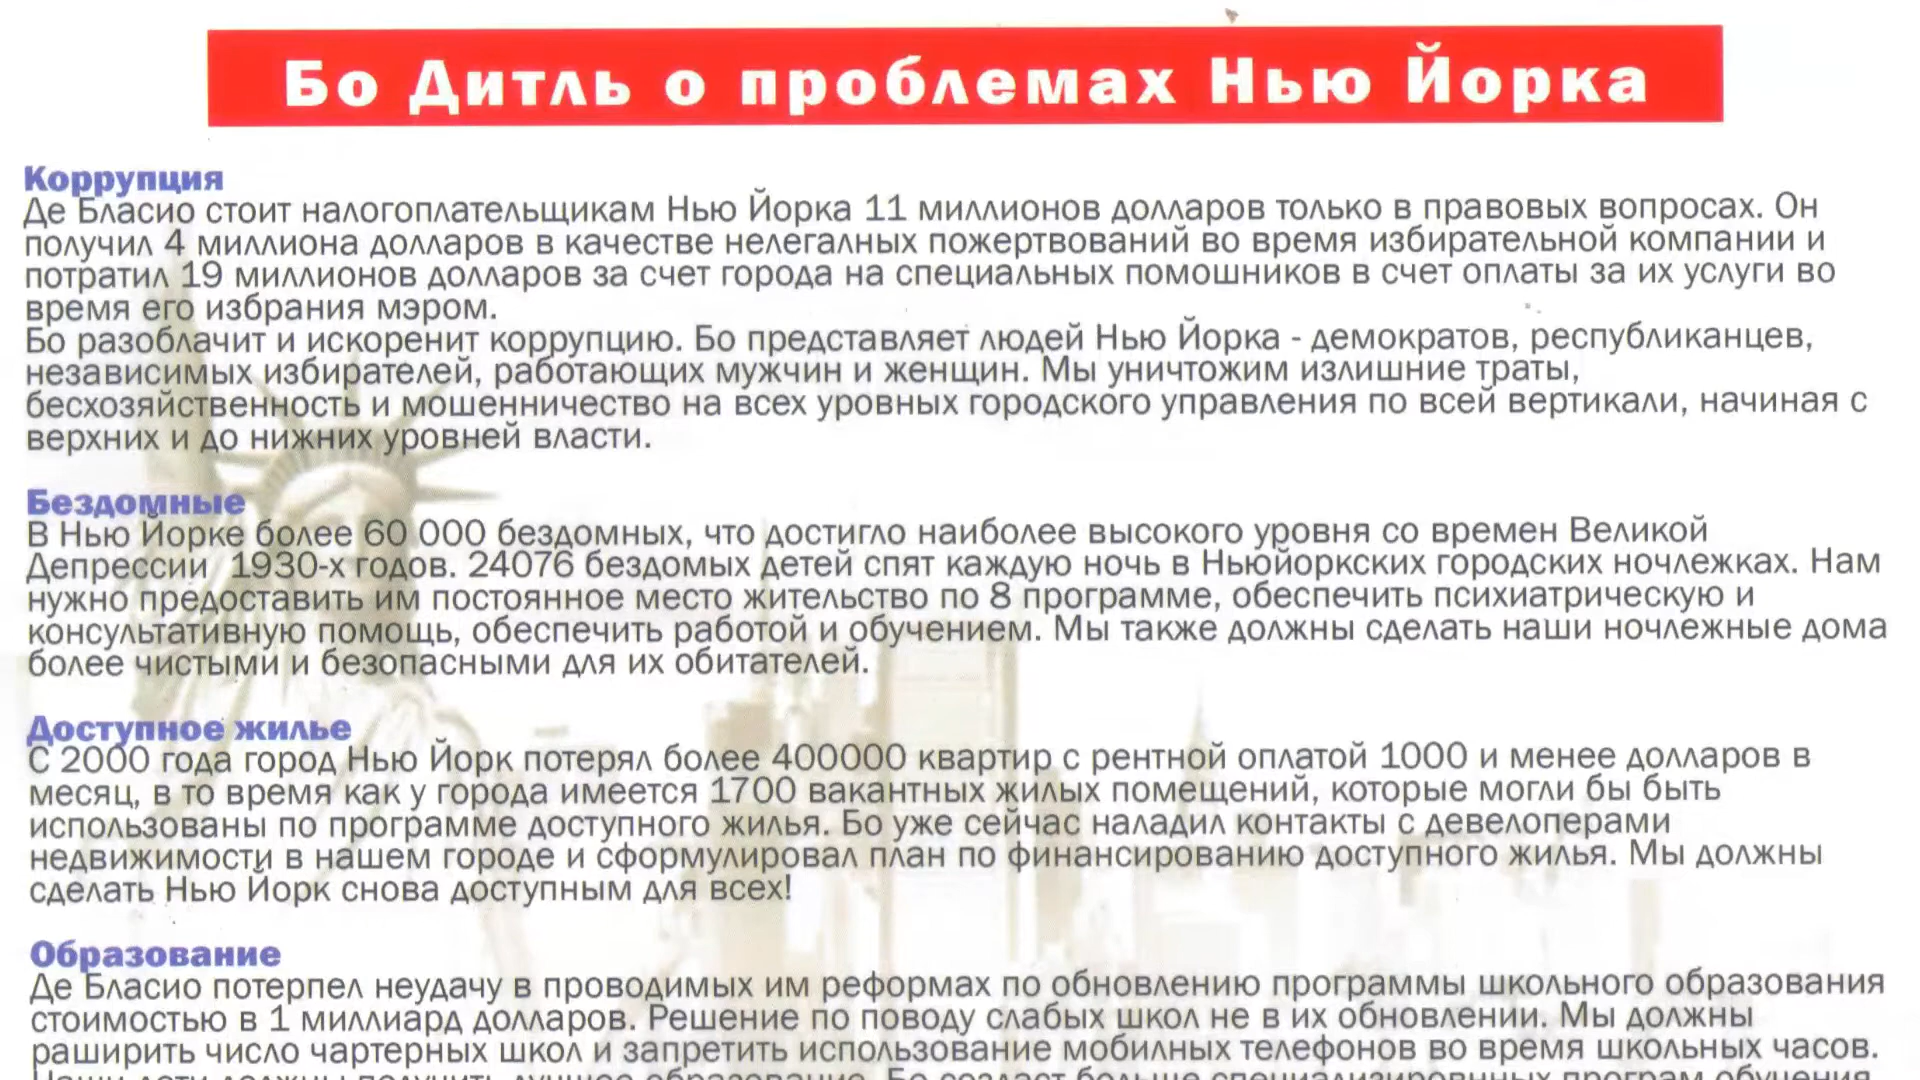 Бо Дитль о проблемах Нью Йорка
Коррупция
Де Бласио стоит налогоплательщикам Нью Йорка 11 миллионов долларов только в правовых вопросах. Он
получил 4 миллиона долларов в качестве нелегалных пожертвований во время избирательной компании и
потратил 19 миллионов долларов за счет города на специальных помошников в счет оплаты за их услуги во
время его избрания мэром.
Бо разоблачит и искоренит коррупцию. Бо представляет людей Нью Йорка - демократов, республиканцев,
независимых избирателей, работающих мужчин и женщин. Мы уничтожим излишние траты,
бесхозяйственность и мошенничество на всех уровных городского управления по всей вертикали, начиная с
верхних и до нижних уровней власти.
Бездомные
В Нью Йорке более 60 000 бездомных, что достигло наиболее высокого уровня со времен Великой
Депрессии 1930-х годов. 24076 бездомых детей спят каждую ночь в Ньюйоркских городских ночлежках. Нам
нужно предоставить им постоянное место жительство по 8 программе, обеспечить психиатрическую и
консультативную помощь, обеспечить работой и обучением. Мы также должны сделать наши ночлежные дома
более чистыми и безопасными для их обитателей.
Доступное жилье
С 2000 года город Нью Йорк потерял более 400000 квартир с рентной оплатой 1000 и менее долларов в
месяц, в то время как у города имеется 1700 вакантных жилых помещений, которые могли бы быть
использованы по программе доступного жилья. Бо уже сейчас наладил контакты с девелоперами
недвижимости в нашем городе и сформулировал план по финансированию доступного жилья. Мы должны
сделать Нью Йорк снова доступным для всех!
Образование
Де Бласио потерпел неудачу в проводимых им реформах по обновлению программы школьного образования
стоимостью в 1 миллиард долларов. Решение по поводу слабых школ не в их обновлении. Мы должны
раширить число чартерных школ и запретить использование мобилных телефонов во время школьных часов.
Наши дети должны получить лучшее образование. Бо создаст больше